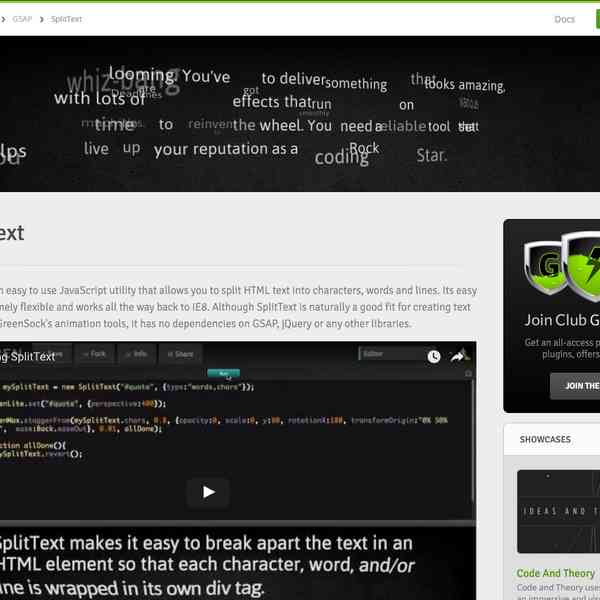 GSAP > SplitText
Docs
whiz-bang looming. You've to deliver something that looks amazing,
with lots of Deadlines are got effects that run on various
time to reinvent the wheel. You need a reliable tool that
live up your reputation as a coding Rock Star.
ext
n easy to use JavaScript utility that allows you to split HTML text into characters, words and lines. Its easy
mely flexible and works all the way back to IE8. Although SplitText is naturally a good fit for creating text
GreenSock's animation tools, it has no dependencies on GSAP, jQuery or any other libraries.
g SplitText
Fork Info Share Editor
Run
mySplitText = new SplitText("#quote", {type:"words,chars"});
enLite.set("#quote", {perspective:400});
enMax.staggerFrom(mySplitText.chars, 0.8, {opacity:0, scale:0, y:80, rotationX:180, transformOrigin:"0% 50%
", ease:Back.easeOut}, 0.01, allDone);
ction allDone(){
ySplitText.revert();
SplitText makes it easy to break apart the text in an
HTML element so that each character, word, and/or
ine is wrapped in its own div tag.
G
Join Club G
Get an all-access p
plugins, offers
JOIN THE
SHOWCASES
IDEAS AND T
Code And Theory
Code and Theory uses